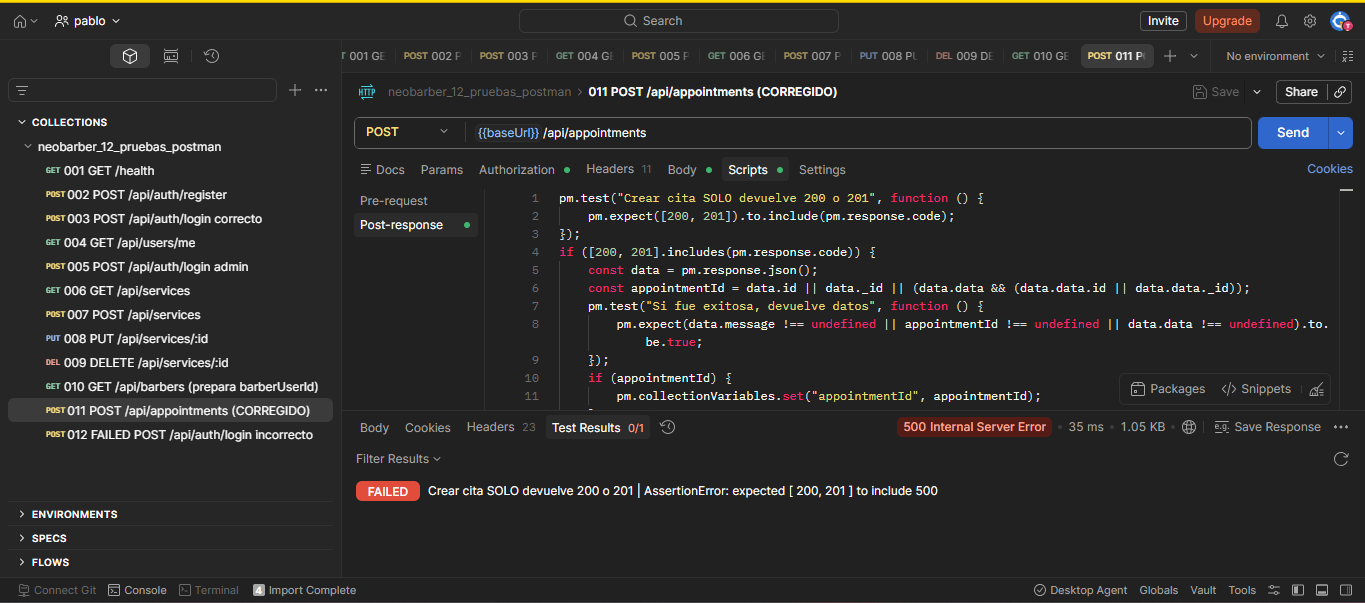 pablo
Search
Invite
Upgrade
T 001 GE
POST 002 P
POST 003 P
GET 004 GE
POST 005 P
GET 006 GE
POST 007 P
PUT 008 PU
DEL 009 DE
GET 010 GE
POST 011 P
No environment
neobarber_12_pruebas_postman > 011 POST /api/appointments (CORREGIDO)
Save
Share
POST
{{baseUrl}} /api/appointments
Send
Docs
Params
Authorization
Headers 11
Body
Scripts
Settings
Cookies
COLLECTIONS
neobarber_12_pruebas_postman
GET 001 GET /health
POST 002 POST /api/auth/register
POST 003 POST /api/auth/login correcto
GET 004 GET /api/users/me
POST 005 POST /api/auth/login admin
GET 006 GET /api/services
POST 007 POST /api/services
PUT 008 PUT /api/services/:id
DEL 009 DELETE /api/services/:id
GET 010 GET /api/barbers (prepara barberUserId)
POST 011 POST /api/appointments (CORREGIDO)
POST 012 FAILED POST /api/auth/login incorrecto
ENVIRONMENTS
SPECS
FLOWS
Pre-request
Post-response
1 pm.test("Crear cita SOLO devuelve 200 o 201", function () {
2 pm.expect([200, 201]).to.include(pm.response.code);
3 });
4 if ([200, 201].includes(pm.response.code)) {
5 const data = pm.response.json();
6 const appointmentId = data.id || data._id || (data.data && (data.data.id || data.data._id));
7 pm.test("Si fue exitosa, devuelve datos", function () {
8 pm.expect(data.message !== undefined || appointmentId !== undefined || data.data !== undefined).to.
be.true;
9 });
10 if (appointmentId) {
11 pm.collectionVariables.set("appointmentId", appointmentId);
Packages
Snippets
Body
Cookies
Headers 23
Test Results 0/1
500 Internal Server Error
35 ms
1.05 KB
e.g. Save Response
Filter Results
FAILED Crear cita SOLO devuelve 200 o 201 | AssertionError: expected [ 200, 201 ] to include 500
Connect Git
Console
Terminal
4 Import Complete
Desktop Agent
Globals
Vault
Tools